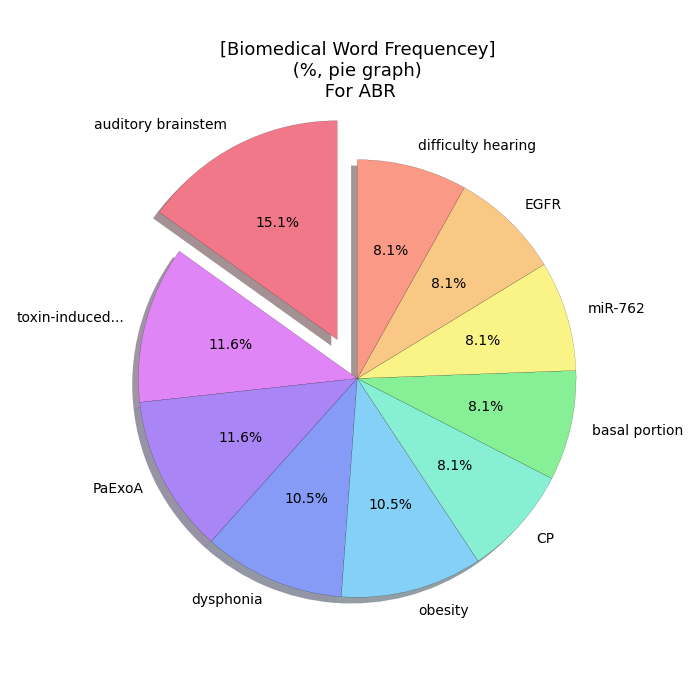 [Biomedical Word Frequencey]
(%, pie graph)
For ABR
auditory brainstem
15.1%
toxin-induced...
11.6%
PaExoA
11.6%
dysphonia
10.5%
obesity
10.5%
CP
8.1%
basal portion
8.1%
miR-762
8.1%
EGFR
8.1%
difficulty hearing
8.1%